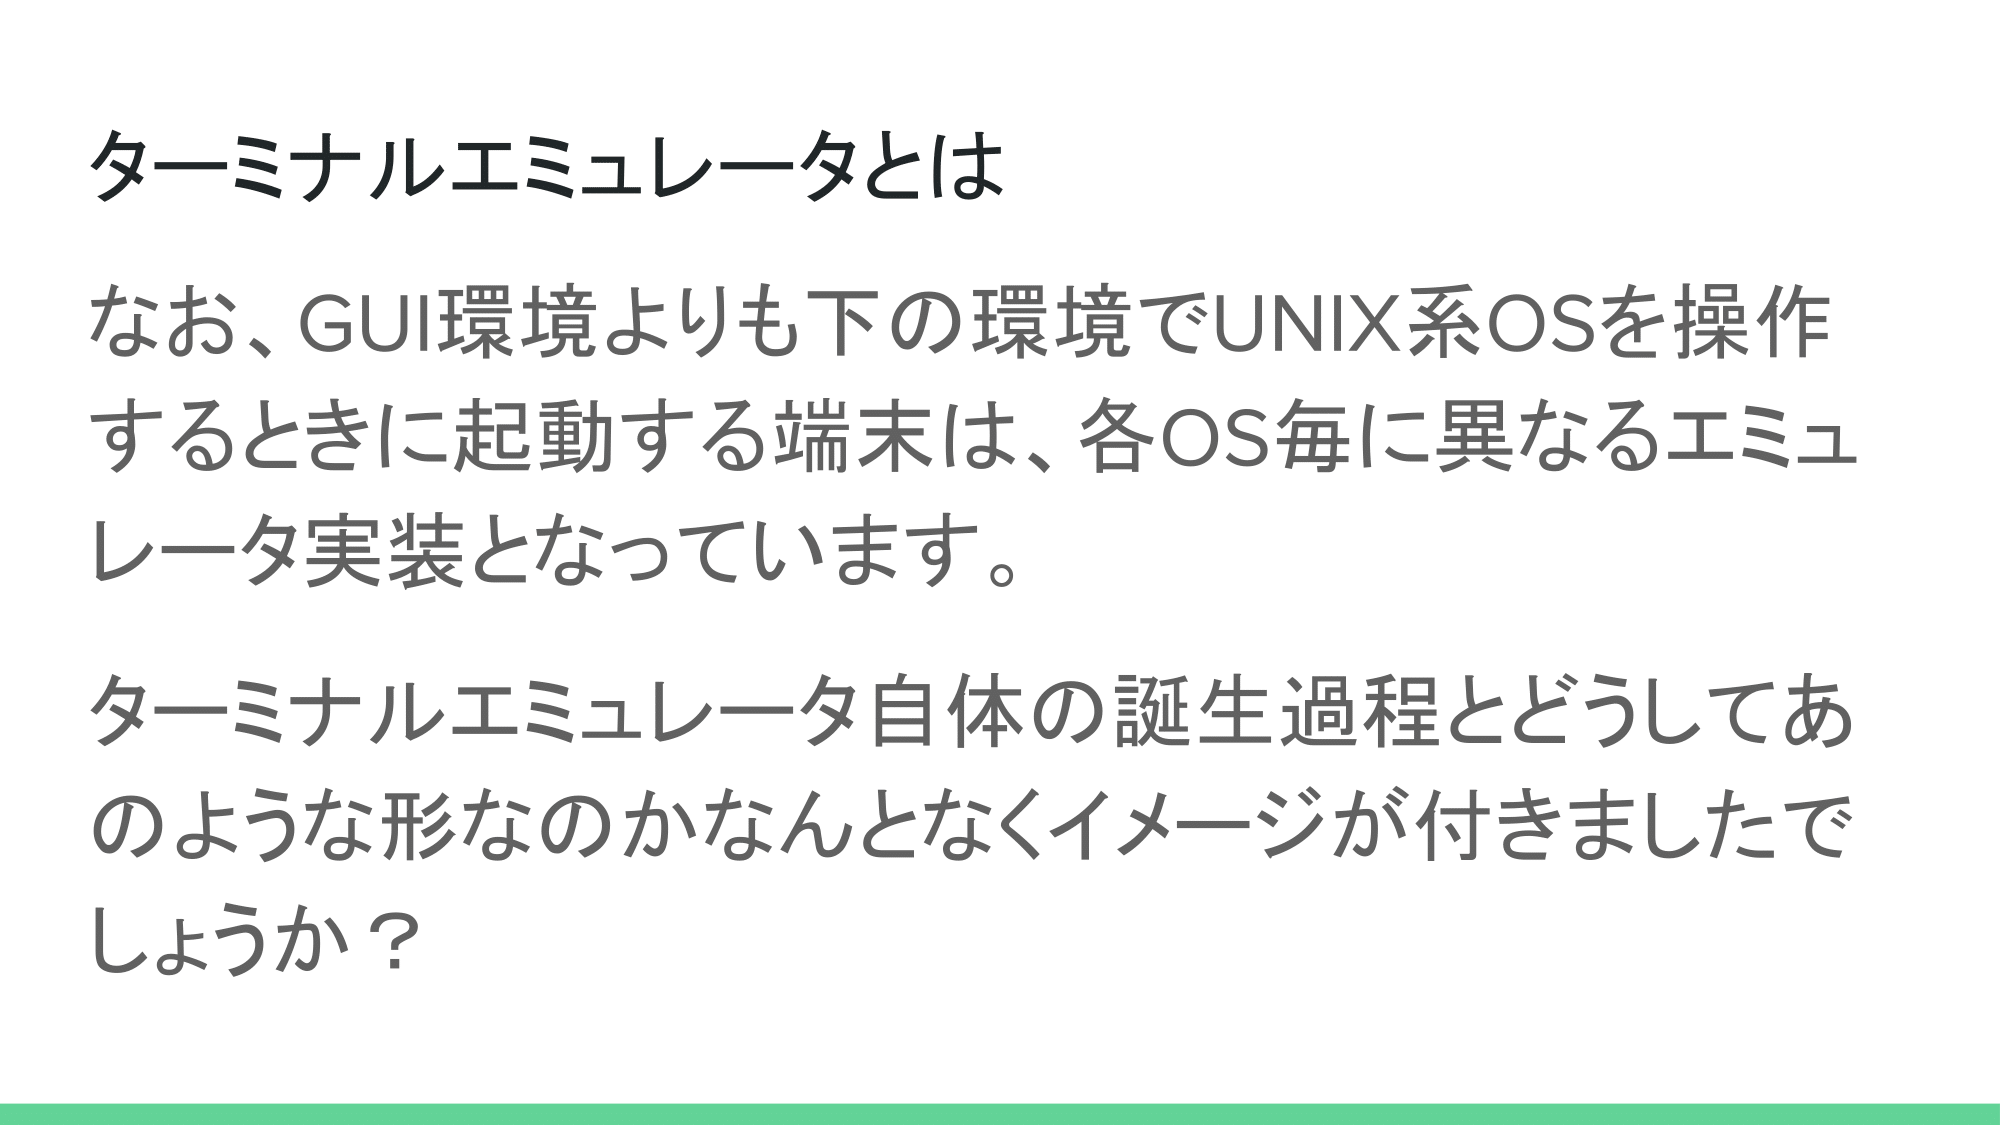 ターミナルエミュレータとは
なお、GUI環境よりも下の環境でUNIX系OSを操作
するときに起動する端末は、各OS毎に異なるエミュ
レータ実装となっています。
ターミナルエミュレータ自体の誕生過程とどうしてあ
のような形なのかなんとなくイメージが付きましたで
しょうか？